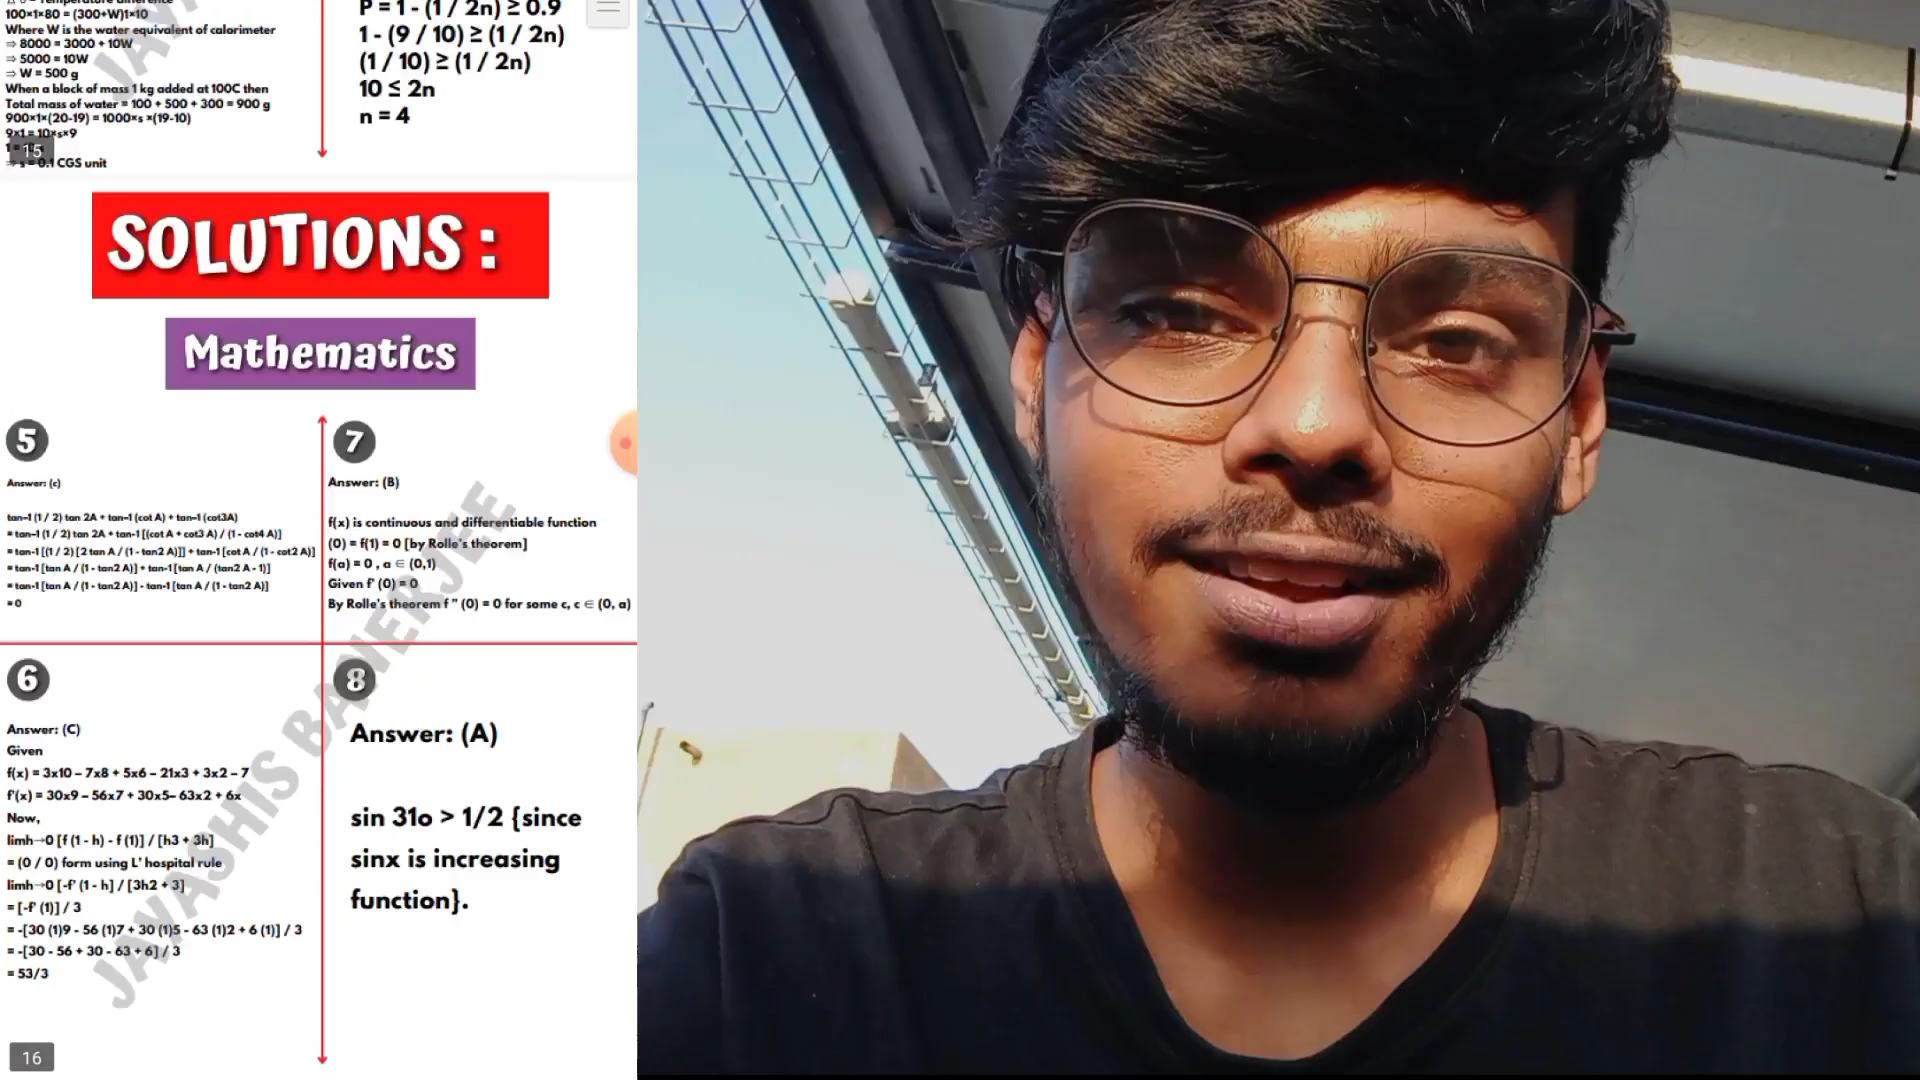 100×1×80 = (300+W)1×10
Where W is the water equivalent of calorimeter
⇒ 8000 = 3000 + 10W
⇒ 5000 = 10W
⇒ W = 500 g
When a block of mass 1 kg added at 100C then
Total mass of water = 100 + 500 + 300 = 900 g
900×1×(20-19) = 1000×s ×(19-10)
9×1 = 10×s×9
15
⇒ s = 0.1 CGS unit
P = 1 - (1 / 2n) ≥ 0.9
1 - (9 / 10) ≥ (1 / 2n)
(1 / 10) ≥ (1 / 2n)
10 ≤ 2n
n = 4
SOLUTIONS :
Mathematics
5
Answer: (c)
tan–1 (1 / 2) tan 2A + tan–1 (cot A) + tan–1 (cot3A)
= tan–1 (1 / 2) tan 2A + tan-1 [(cot A + cot3 A) / (1 - cot4 A)]
= tan-1 [(1 / 2) [2 tan A / (1 - tan2 A)]] + tan-1 [cot A / (1 - cot2 A)]
= tan-1 [tan A / (1 - tan2 A)] + tan-1 [tan A / (tan2 A - 1)]
= tan-1 [tan A / (1 - tan2 A)] - tan-1 [tan A / (1 - tan2 A)]
= 0
7
Answer: (B)
f(x) is continuous and differentiable function
(0) = f(1) = 0 [by Rolle's theorem]
f(a) = 0 , a ∈ (0,1)
Given f' (0) = 0
By Rolle's theorem f '' (0) = 0 for some c, c ∈ (0, a)
6
Answer: (C)
Given
f(x) = 3x10 – 7x8 + 5x6 – 21x3 + 3x2 – 7
f'(x) = 30x9 – 56x7 + 30x5– 63x2 + 6x
Now,
limh→0 [f (1 - h) - f (1)] / [h3 + 3h]
= (0 / 0) form using L' hospital rule
limh→0 [-f' (1 - h] / [3h2 + 3]
= [-f' (1)] / 3
= -[30 (1)9 - 56 (1)7 + 30 (1)5 - 63 (1)2 + 6 (1)] / 3
= -[30 - 56 + 30 - 63 + 6] / 3
= 53/3
8
Answer: (A)
sin 31o > 1/2 {since
sinx is increasing
function}.
JAYASHIS BANERJEE
16